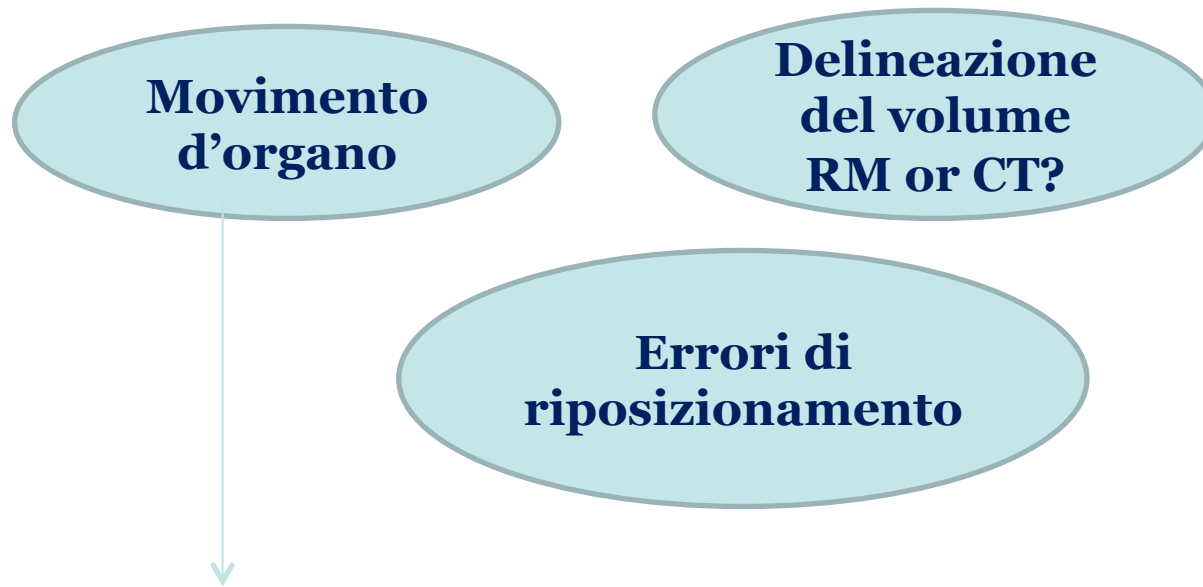 Movimento
d’organo
Delineazione
del volume
RM or CT?
Errori di
riposizionamento